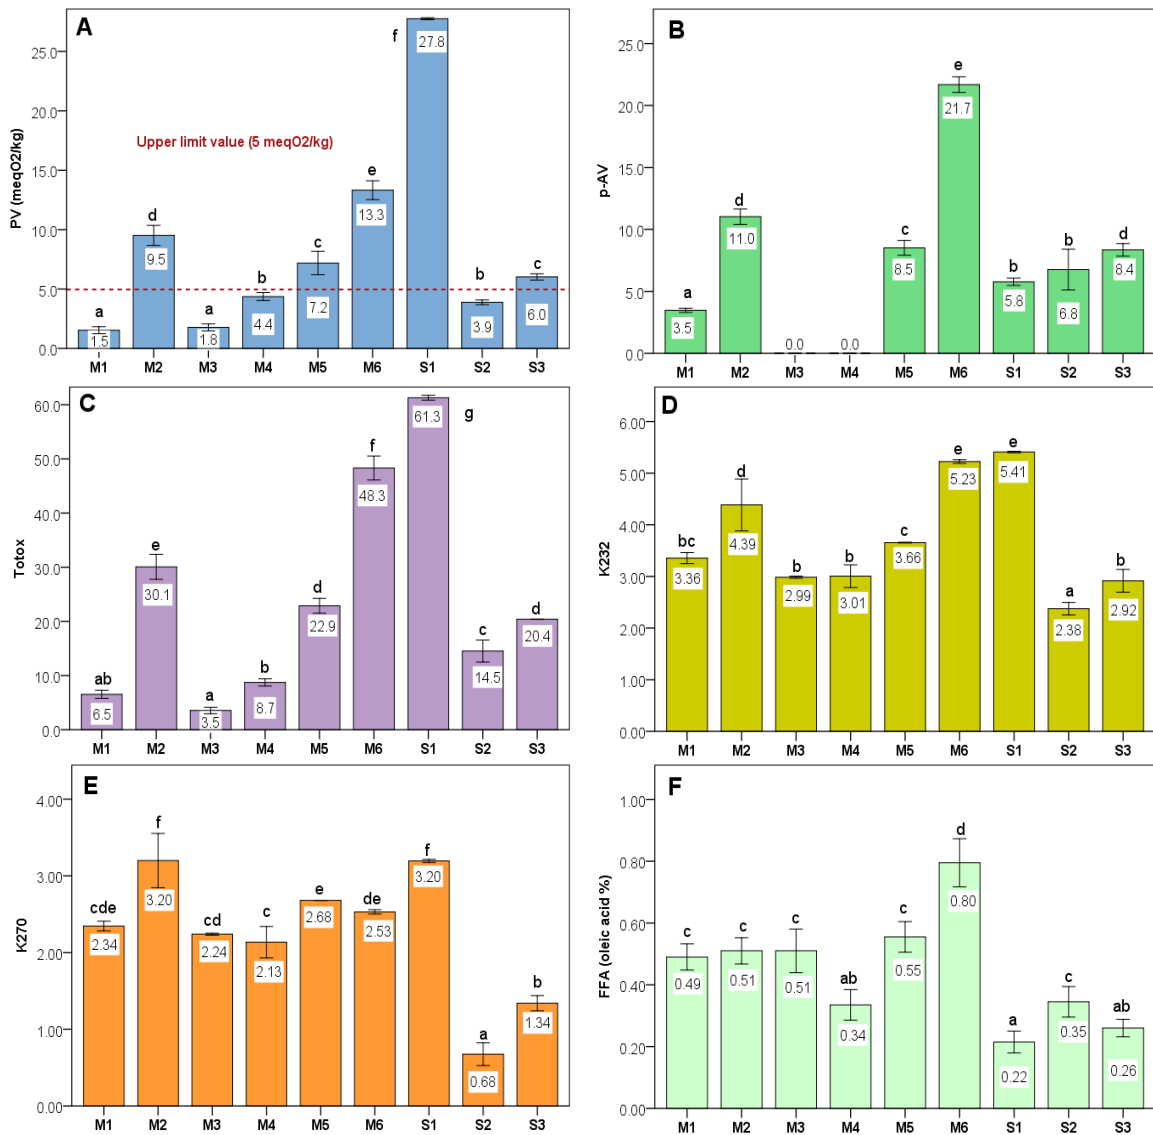 A
PV (meqO2/kg)
25.0
20.0
15.0
10.0
5.0
0.0
Upper limit value (5 meqO2/kg)
a
d
a
b
c
e
f
b
c
1.5
9.5
1.8
4.4
7.2
13.3
27.8
3.9
6.0
M1 M2 M3 M4 M5 M6 S1 S2 S3
B
p-AV
25.0
20.0
15.0
10.0
5.0
0.0
a
d
c
e
b
b
d
3.5
11.0
0.0
0.0
8.5
21.7
5.8
6.8
8.4
M1 M2 M3 M4 M5 M6 S1 S2 S3
C
Totox
60.0
50.0
40.0
30.0
20.0
10.0
0.0
ab
e
a
b
d
f
g
c
d
6.5
30.1
3.5
8.7
22.9
48.3
61.3
14.5
20.4
M1 M2 M3 M4 M5 M6 S1 S2 S3
D
K232
6.00
5.00
4.00
3.00
2.00
1.00
0.00
bc
d
b
b
c
e
e
a
b
3.36
4.39
2.99
3.01
3.66
5.23
5.41
2.38
2.92
M1 M2 M3 M4 M5 M6 S1 S2 S3
E
K270
4.00
3.00
2.00
1.00
0.00
cde
f
cd
c
e
de
f
a
b
2.34
3.20
2.24
2.13
2.68
2.53
3.20
0.68
1.34
M1 M2 M3 M4 M5 M6 S1 S2 S3
F
FFA (oleic acid %)
1.00
0.80
0.60
0.40
0.20
0.00
c
c
c
ab
c
d
a
c
ab
0.49
0.51
0.51
0.34
0.55
0.80
0.22
0.35
0.26
M1 M2 M3 M4 M5 M6 S1 S2 S3